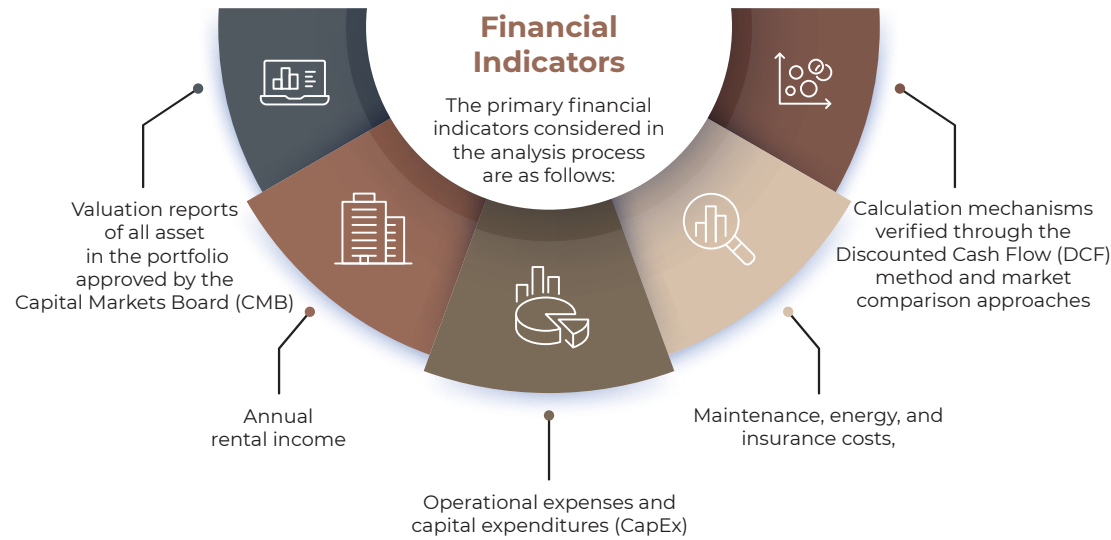 Financial
Indicators
The primary financial
indicators considered in
the analysis process
are as follows:
Valuation reports
of all asset
in the portfolio
approved by the
Capital Markets Board (CMB)
Annual
rental income
Operational expenses and
capital expenditures (CapEx)
Maintenance, energy, and
insurance costs,
Calculation mechanisms
verified through the
Discounted Cash Flow (DCF)
method and market
comparison approaches